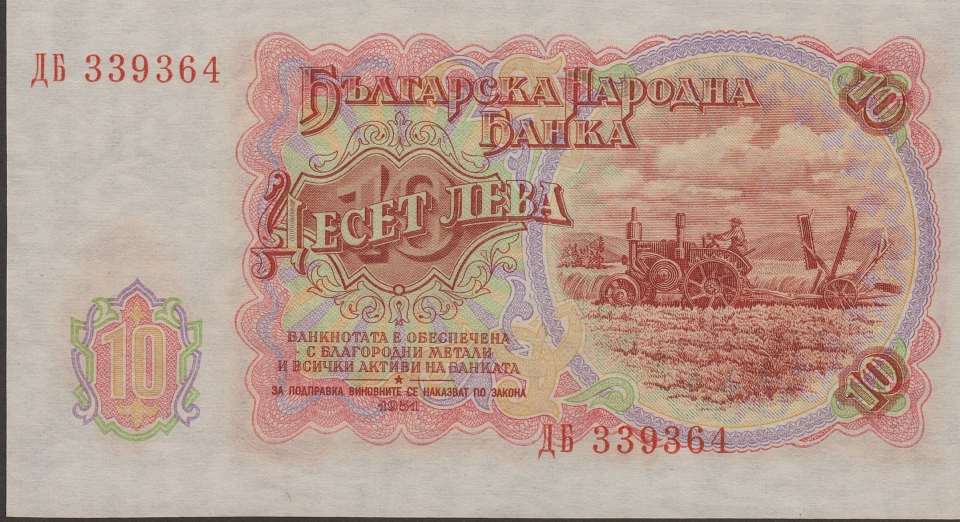 ДБ 339364
БЪЛГАРСКА НАРОДНА
БАНКА
10
10
ДЕСЕТ ЛЕВА
10
БАНКНОТАТА Е ОБЕСПЕЧЕНА
С БЛАГОРОДНИ МЕТАЛИ
И ВСИЧКИ АКТИВИ НА БАНКАТА
ЗА ПОДПРАВКА ВИНОВНИТЕ СЕ НАКАЗВАТ ПО ЗАКОНА
1951
10
ДБ 339364